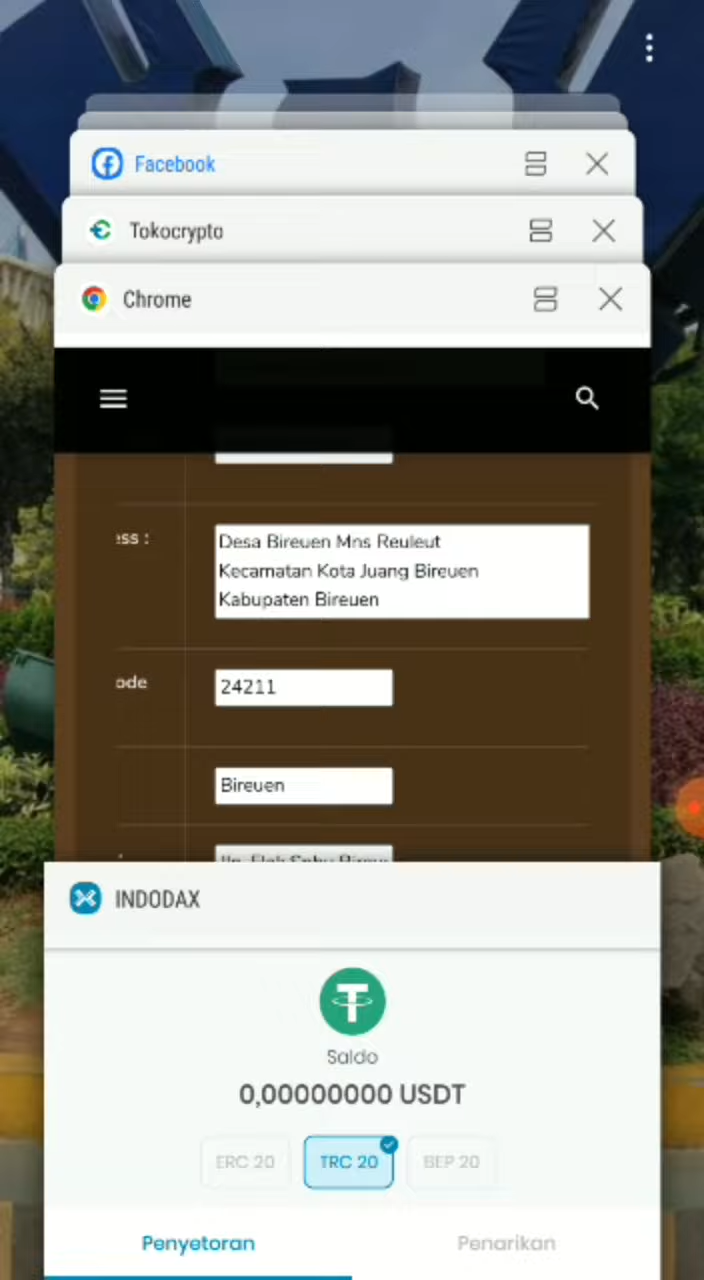 Facebook
Tokocrypto
Chrome
ess :
Desa Bireuen Mns Reuleut
Kecamatan Kota Juang Bireuen
Kabupaten Bireuen
ode
24211
Bireuen
INDODAX
Saldo
0,00000000 USDT
ERC 20
TRC 20
BEP 20
Penyetoran
Penarikan